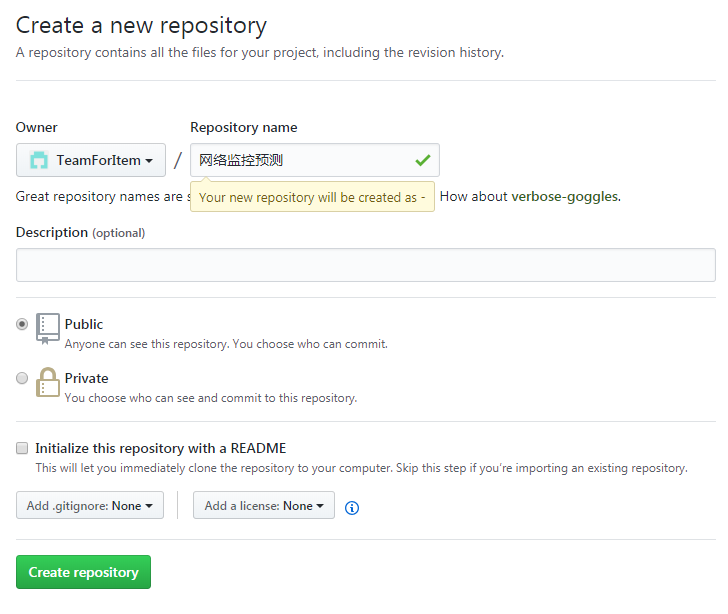 Create a new repository
A repository contains all the files for your project, including the revision history.
Owner
Repository name
TeamForItem
/
网络监控预测
Great repository names are s
Your new repository will be created as -
How about verbose-goggles.
Description (optional)
Public
Anyone can see this repository. You choose who can commit.
Private
You choose who can see and commit to this repository.
Initialize this repository with a README
This will let you immediately clone the repository to your computer. Skip this step if you’re importing an existing repository.
Add .gitignore: None
Add a license: None
Create repository